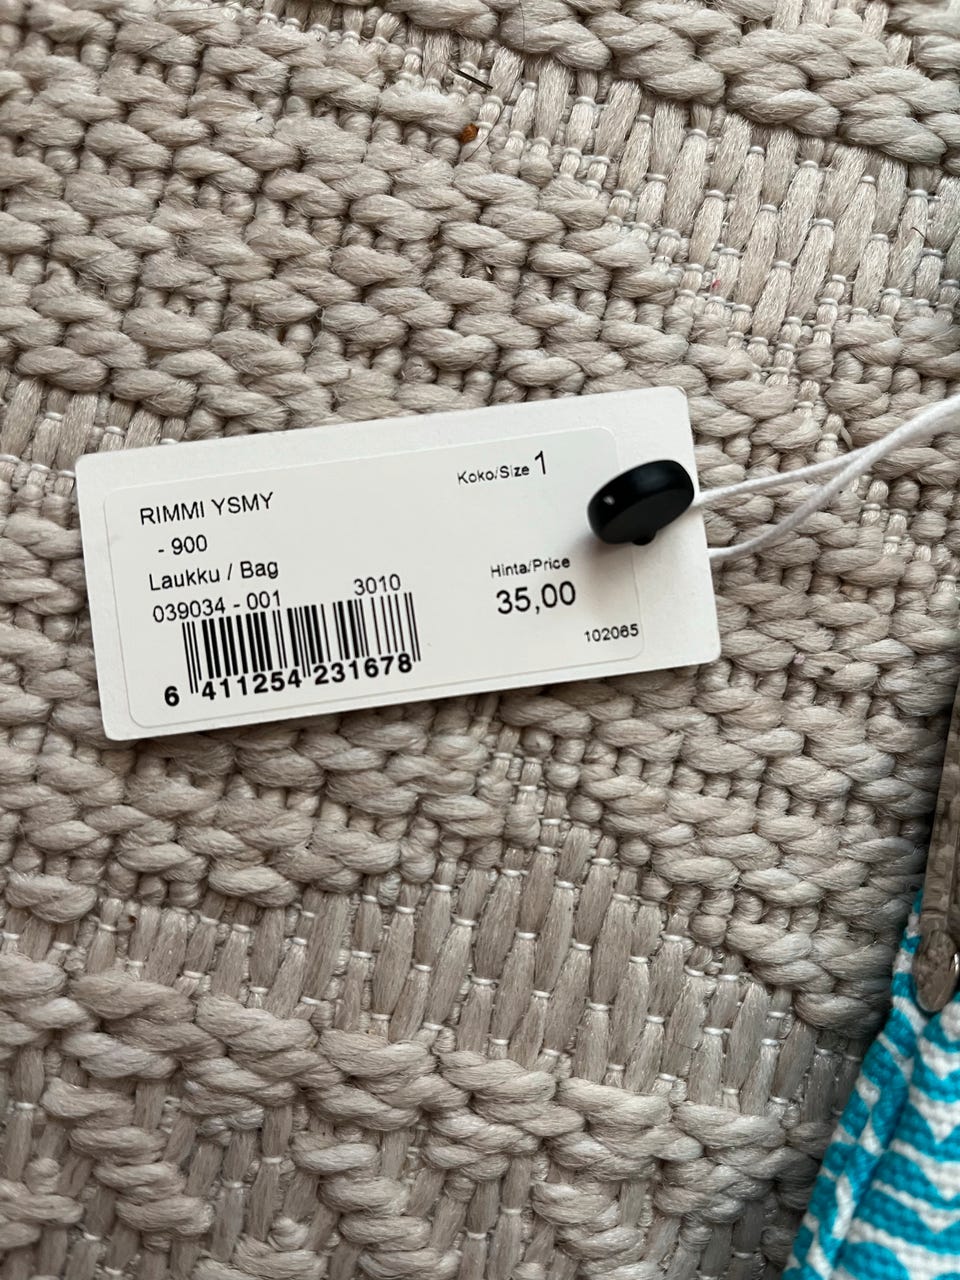 RIMMI YSMY
- 900
Laukku / Bag
039034 - 001
3010
6 411254 231678
Koko/Size 1
Hinta/Price
35,00
102065